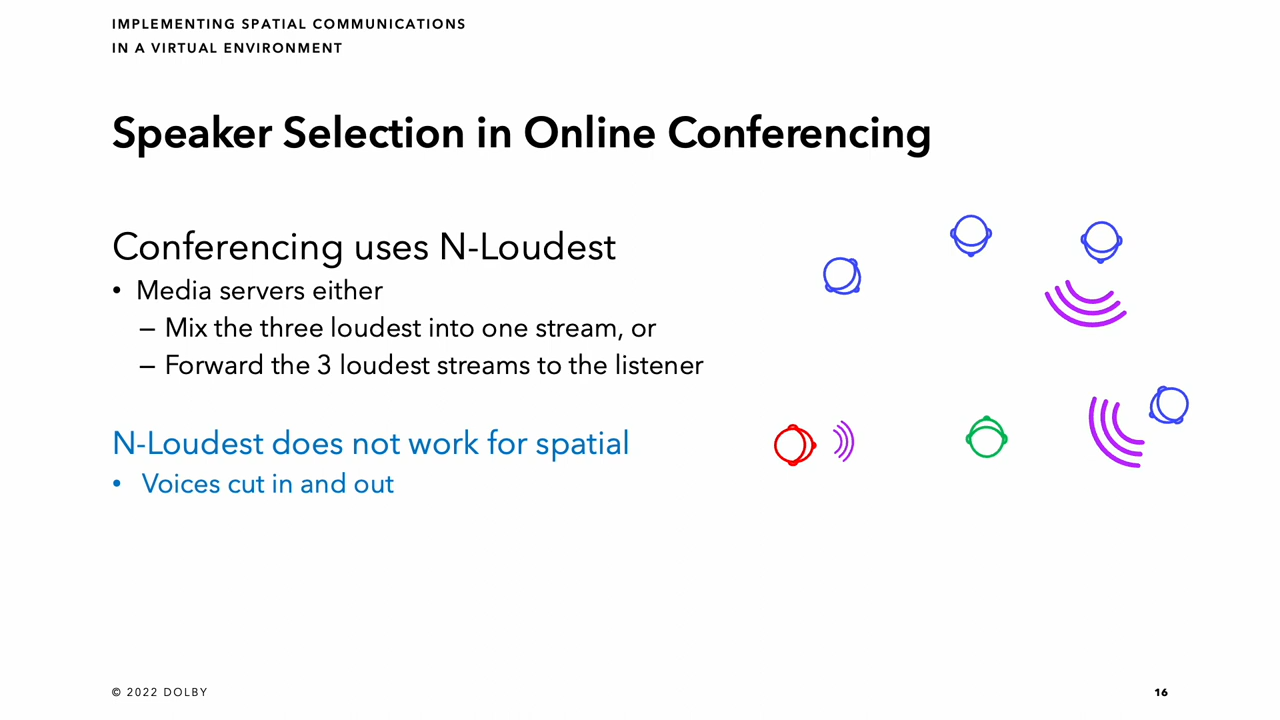 IMPLEMENTING SPATIAL COMMUNICATIONS
IN A VIRTUAL ENVIRONMENT
Speaker Selection in Online Conferencing
Conferencing uses N-Loudest
• Media servers either
– Mix the three loudest into one stream, or
– Forward the 3 loudest streams to the listener
N-Loudest does not work for spatial
• Voices cut in and out
© 2022 DOLBY
16